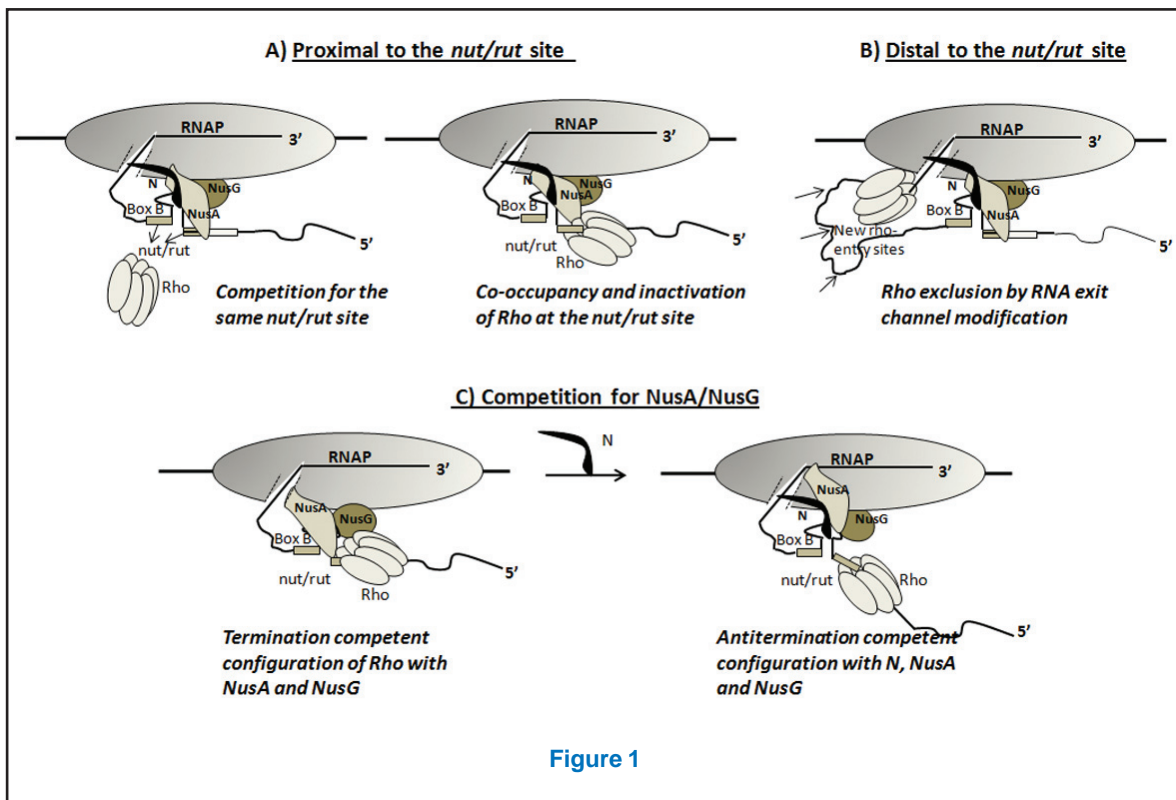 A) Proximal to the nut/rut site
RNAP
3'
N
NusG
Box B
NusA
nut/rut
5'
Rho
Competition for the
same nut/rut site
RNAP
3'
N
NusG
NusA
Box B
nut/rut
5'
Rho
Co-occupancy and inactivation
of Rho at the nut/rut site
B) Distal to the nut/rut site
RNAP
3'
N
NusG
Box B
NusA
New rho-
entry sites
5'
Rho exclusion by RNA exit
channel modification
C) Competition for NusA/NusG
RNAP
3'
NusA
NusG
Box B
nut/rut
Rho
5'
Termination competent
configuration of Rho with
NusA and NusG
N
RNAP
3'
NusA
N
NusG
Box B
nut/rut
Rho
5'
Antitermination competent
configuration with N, NusA
and NusG
Figure 1